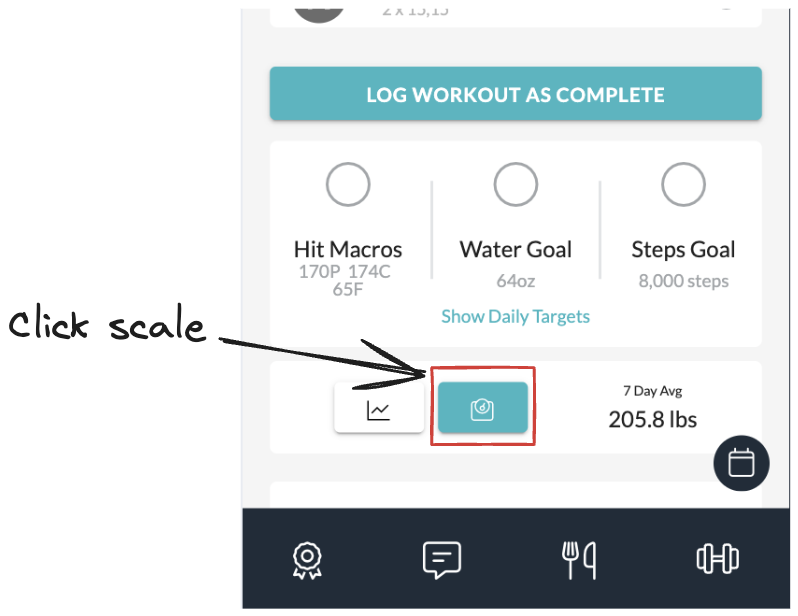 2 x 15,15
LOG WORKOUT AS COMPLETE
Hit Macros
170P 174C
65F
Water Goal
64oz
Steps Goal
8,000 steps
Show Daily Targets
Click scale
7 Day Avg
205.8 lbs